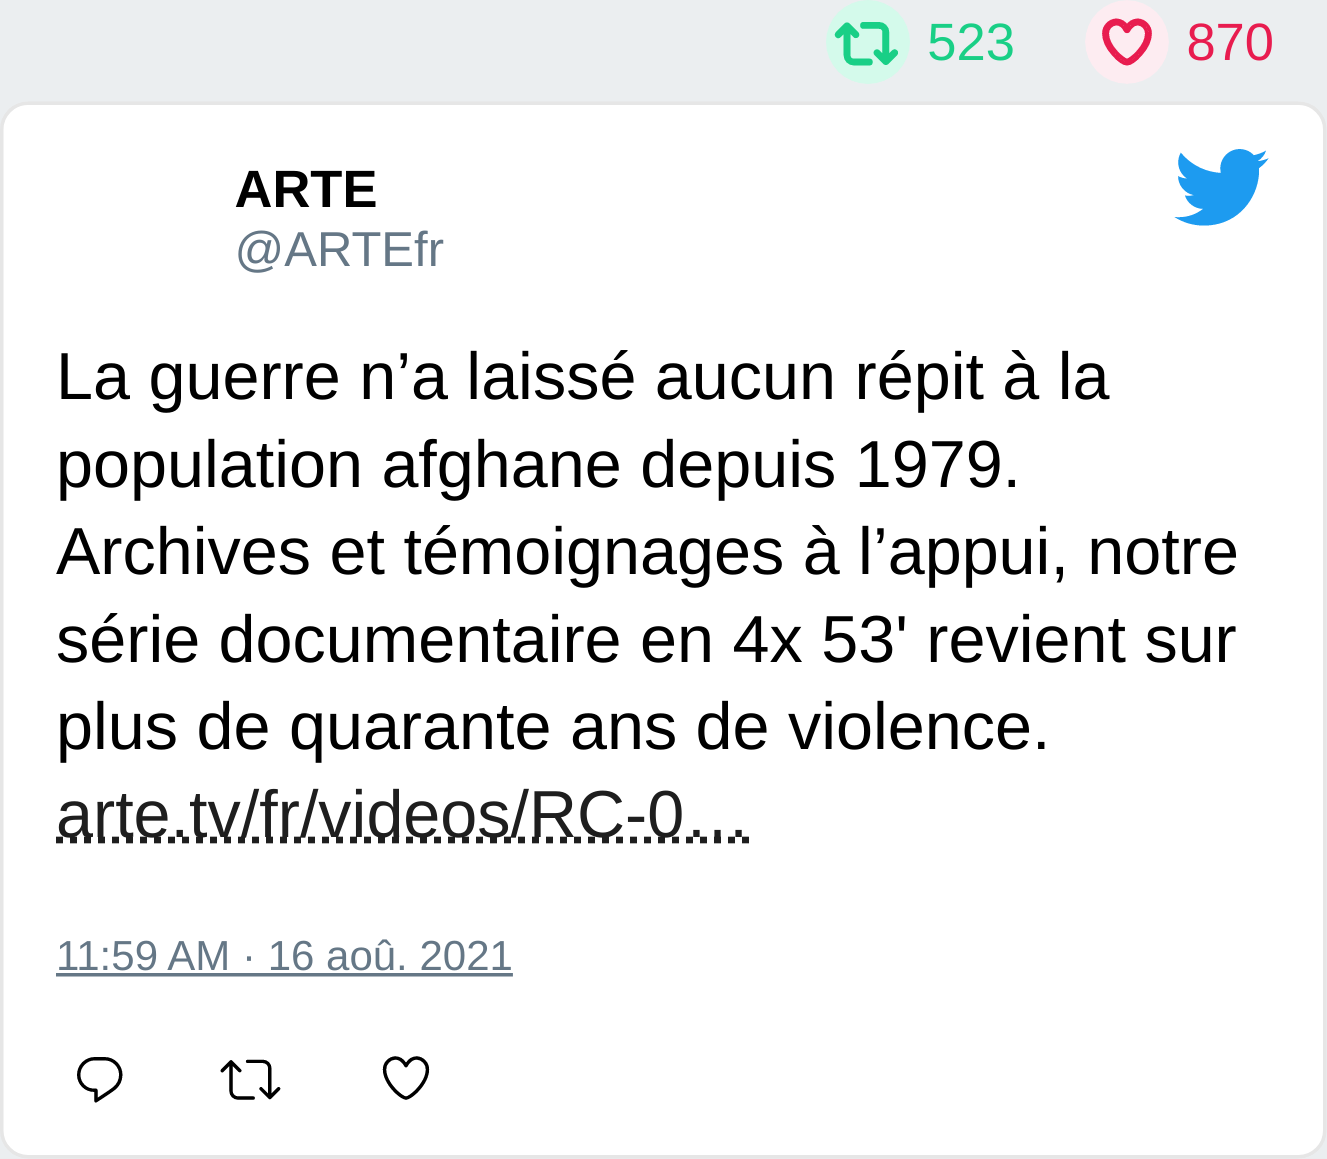 523 870
ARTE
@ARTEfr
La guerre n’a laissé aucun répit à la
population afghane depuis 1979.
Archives et témoignages à l’appui, notre
série documentaire en 4x 53' revient sur
plus de quarante ans de violence.
arte.tv/fr/videos/RC-0…
11:59 AM · 16 aoû. 2021